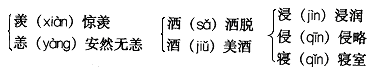 羡（xiàn）惊羡
恙（yàng）安然无恙
洒（sǎ）洒脱
酒（jiǔ）美酒
浸（jìn）浸润
侵（qīn）侵略
寝（qǐn）寝室